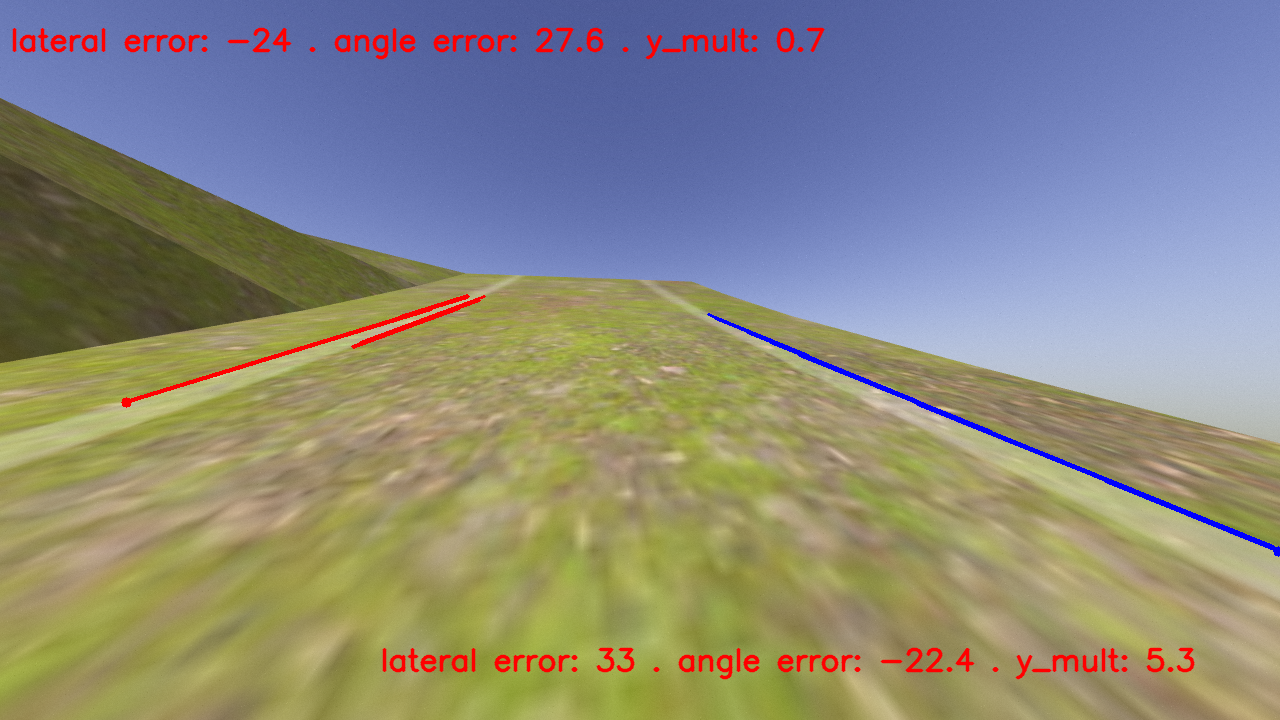 lateral error: −24 . angle error: 27.6 . y_mult: 0.7
lateral error: 33 . angle error: −22.4 . y_mult: 5.3